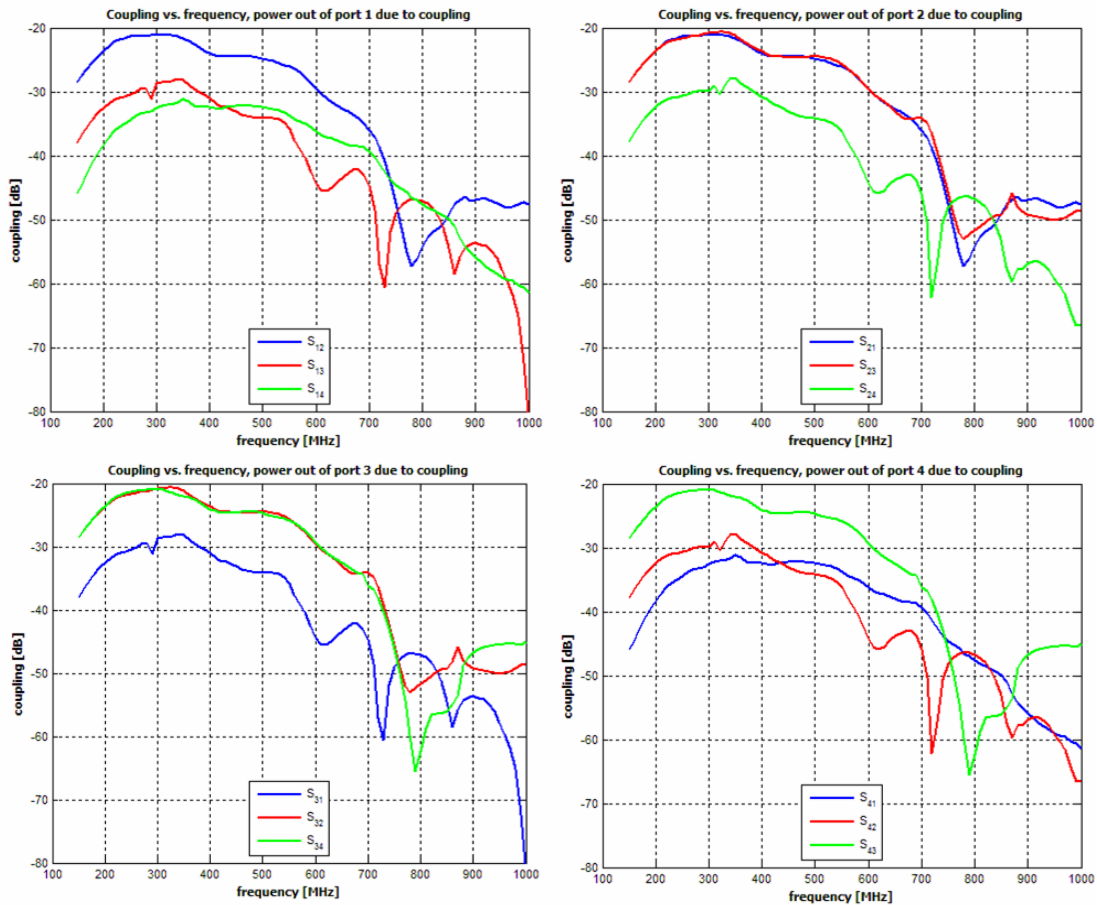 Coupling vs. frequency, power out of port 1 due to coupling
coupling [dB]
-20
-30
-40
-50
-60
-70
-80
S12
S13
S14
100 200 300 400 500 600 700 800 900 1000
frequency [MHz]
Coupling vs. frequency, power out of port 2 due to coupling
coupling [dB]
-20
-30
-40
-50
-60
-70
-80
S21
S23
S24
100 200 300 400 500 600 700 800 900 1000
frequency [MHz]
Coupling vs. frequency, power out of port 3 due to coupling
coupling [dB]
-20
-30
-40
-50
-60
-70
-80
S31
S32
S34
100 200 300 400 500 600 700 800 900 1000
frequency [MHz]
Coupling vs. frequency, power out of port 4 due to coupling
coupling [dB]
-20
-30
-40
-50
-60
-70
-80
S41
S42
S43
100 200 300 400 500 600 700 800 900 1000
frequency [MHz]